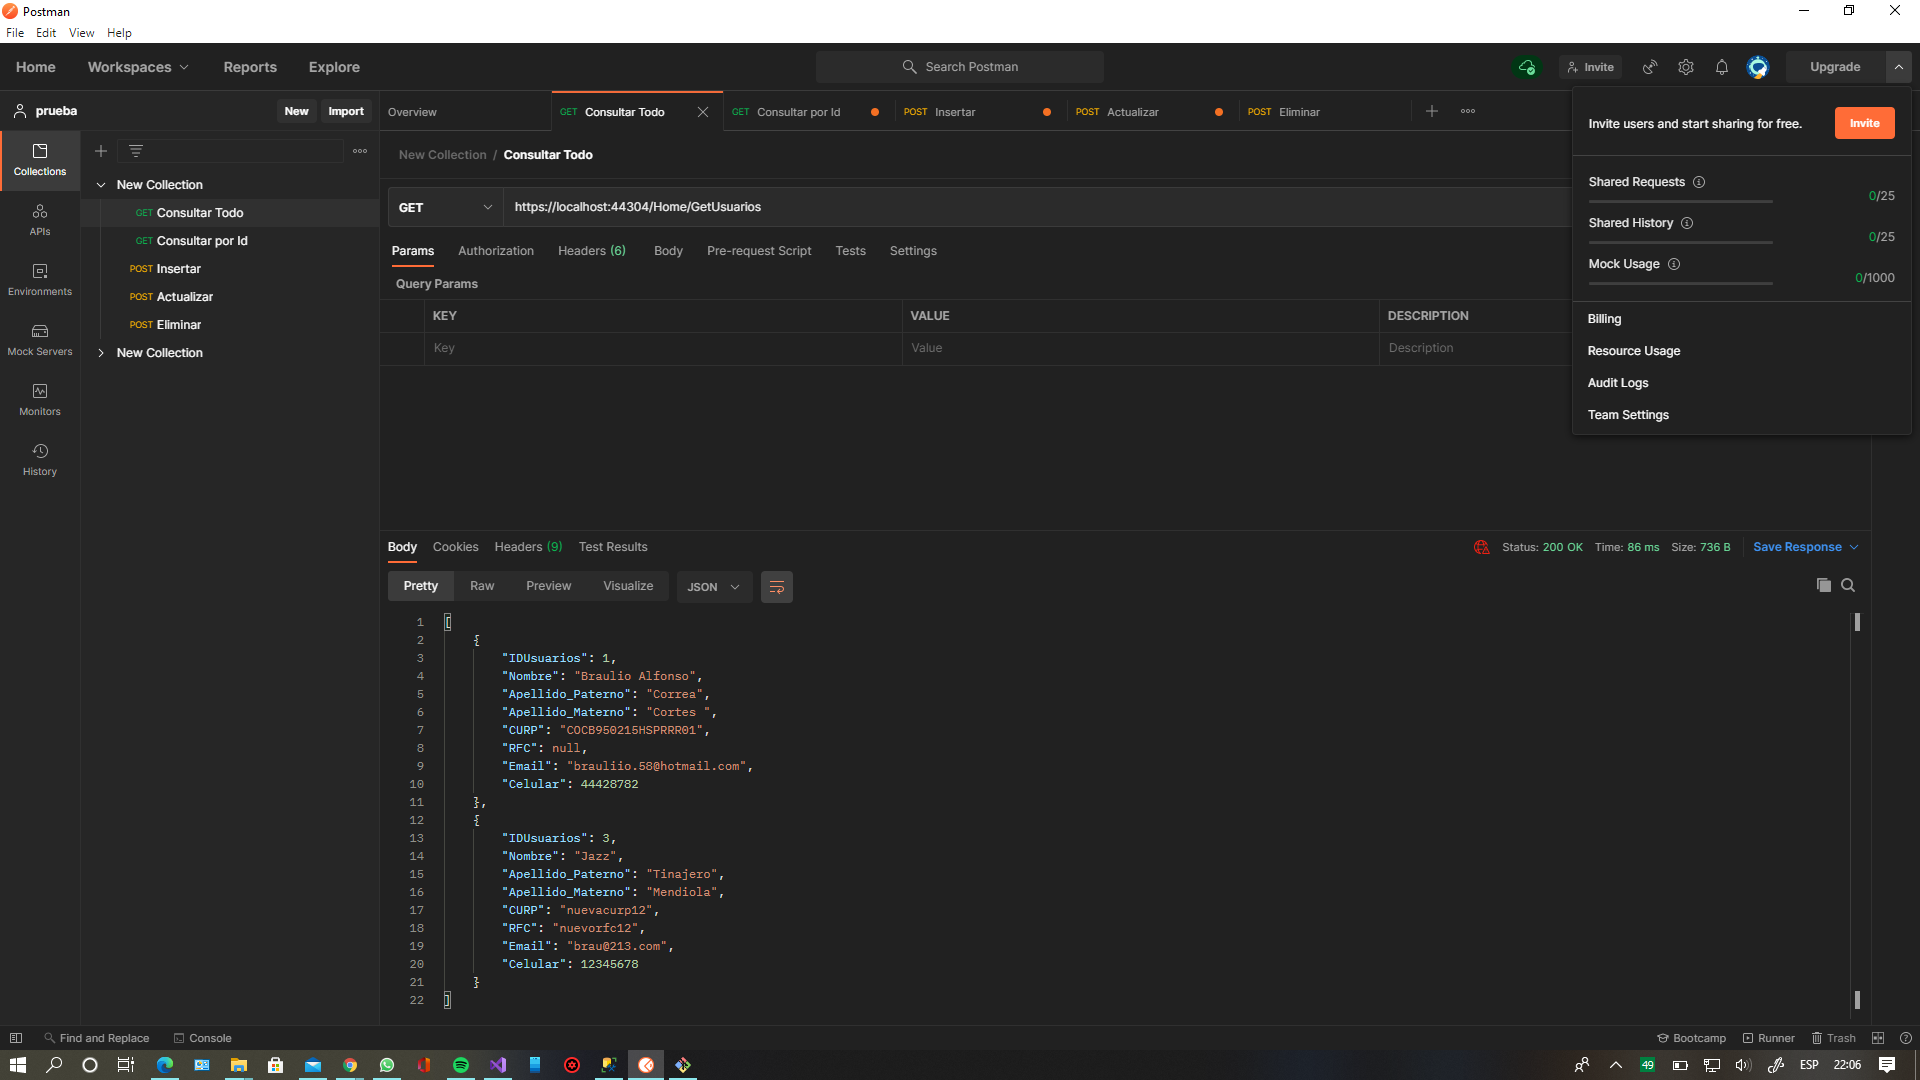 Postman
File Edit View Help
Home Workspaces Reports Explore Search Postman Invite Upgrade
prueba New Import
Overview GET Consultar Todo GET Consultar por Id POST Insertar POST Actualizar POST Eliminar
Invite users and start sharing for free. Invite
Collections
APIs
Environments
Mock Servers
Monitors
History
New Collection
GET Consultar Todo
GET Consultar por Id
POST Insertar
POST Actualizar
POST Eliminar
New Collection
New Collection / Consultar Todo
GET https://localhost:44304/Home/GetUsuarios
Params Authorization Headers (6) Body Pre-request Script Tests Settings
Query Params
KEY VALUE DESCRIPTION
Key Value Description
Shared Requests 0/25
Shared History 0/25
Mock Usage 0/1000
Billing
Resource Usage
Audit Logs
Team Settings
Body Cookies Headers (9) Test Results Status: 200 OK Time: 86 ms Size: 736 B Save Response
Pretty Raw Preview Visualize JSON
1 [
2 {
3 "IDUsuarios": 1,
4 "Nombre": "Braulio Alfonso",
5 "Apellido_Paterno": "Correa",
6 "Apellido_Materno": "Cortes ",
7 "CURP": "COCB950215HSPRRR01",
8 "RFC": null,
9 "Email": "brauliio.58@hotmail.com",
10 "Celular": 44428782
11 },
12 {
13 "IDUsuarios": 3,
14 "Nombre": "Jazz",
15 "Apellido_Paterno": "Tinajero",
16 "Apellido_Materno": "Mendiola",
17 "CURP": "nuevacurp12",
18 "RFC": "nuevorfc12",
19 "Email": "brau@213.com",
20 "Celular": 12345678
21 }
22 ]
Find and Replace Console Bootcamp Runner Trash
49 ESP 22:06